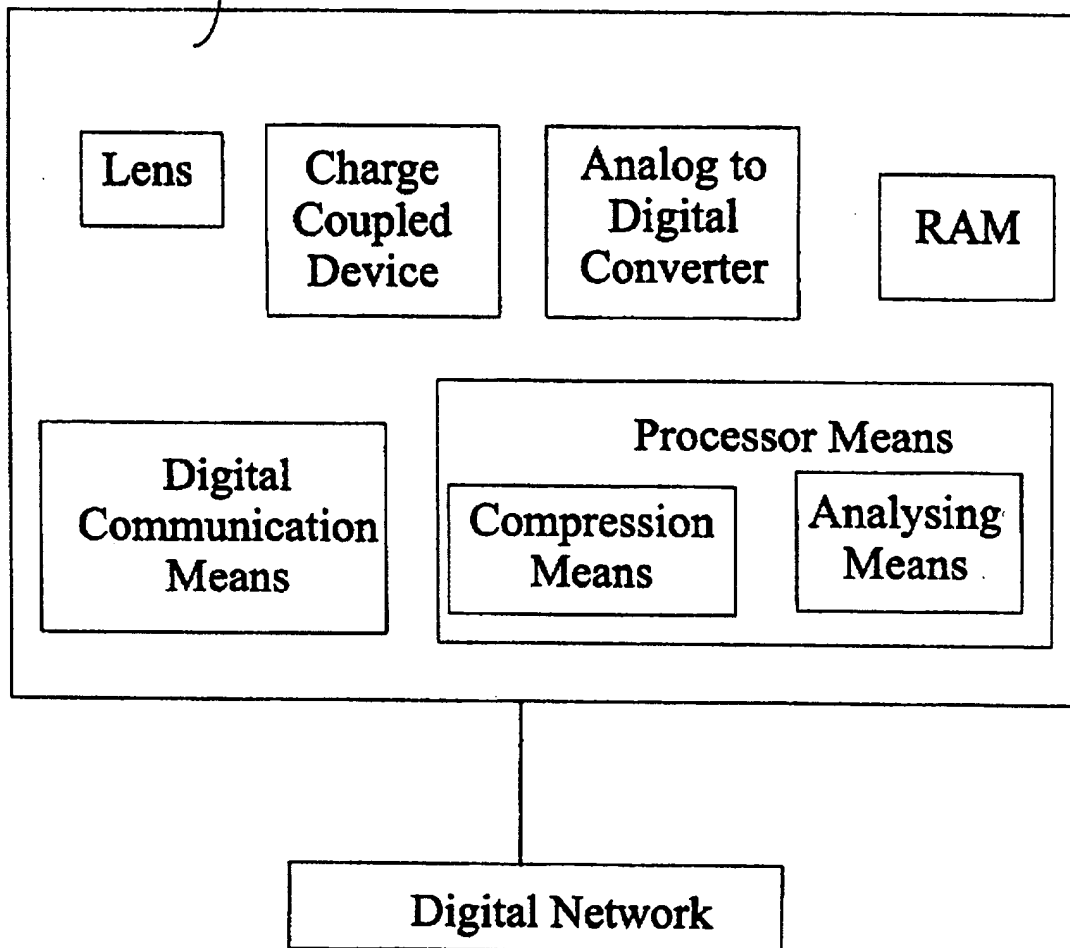 Lens
Charge
Coupled
Device
Analog to
Digital
Converter
RAM
Digital
Communication
Means
Processor Means
Compression
Means
Analysing
Means
Digital Network